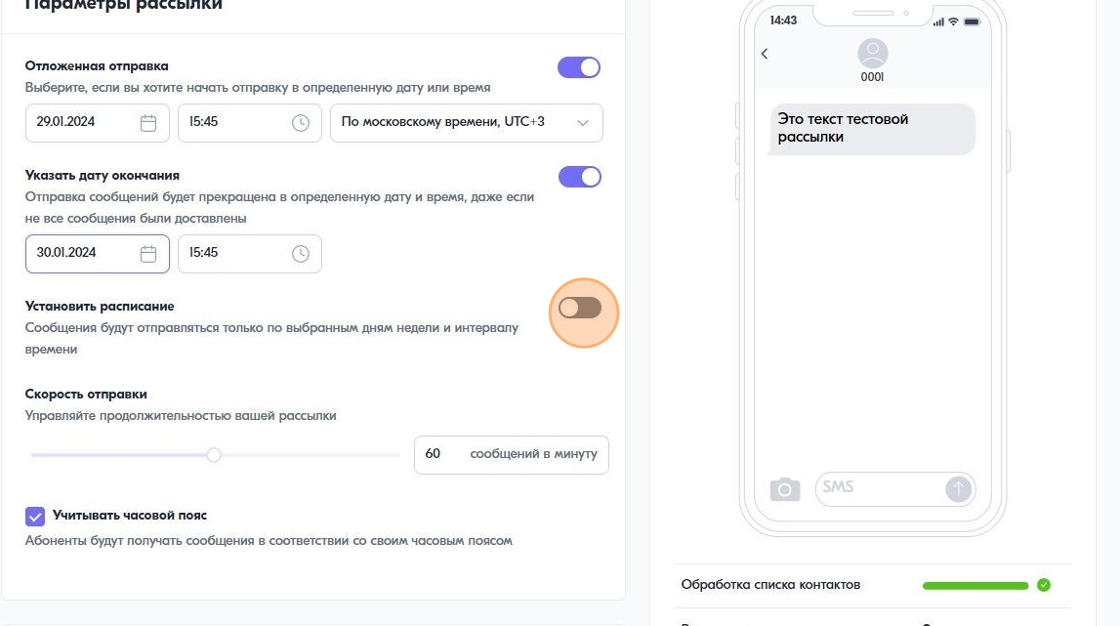 Параметры рассылки
Отложенная отправка
Выберите, если вы хотите начать отправку в определенную дату или время
29.01.2024
15:45
По московскому времени, UTC+3
Указать дату окончания
Отправка сообщений будет прекращена в определенную дату и время, даже если
не все сообщения были доставлены
30.01.2024
15:45
Установить расписание
Сообщения будут отправляться только по выбранным дням недели и интервалу
времени
Скорость отправки
Управляйте продолжительностью вашей рассылки
60 сообщений в минуту
Учитывать часовой пояс
Абоненты будут получать сообщения в соответствии со своим часовым поясом
14:43
0001
Это текст тестовой
рассылки
SMS
Обработка списка контактов